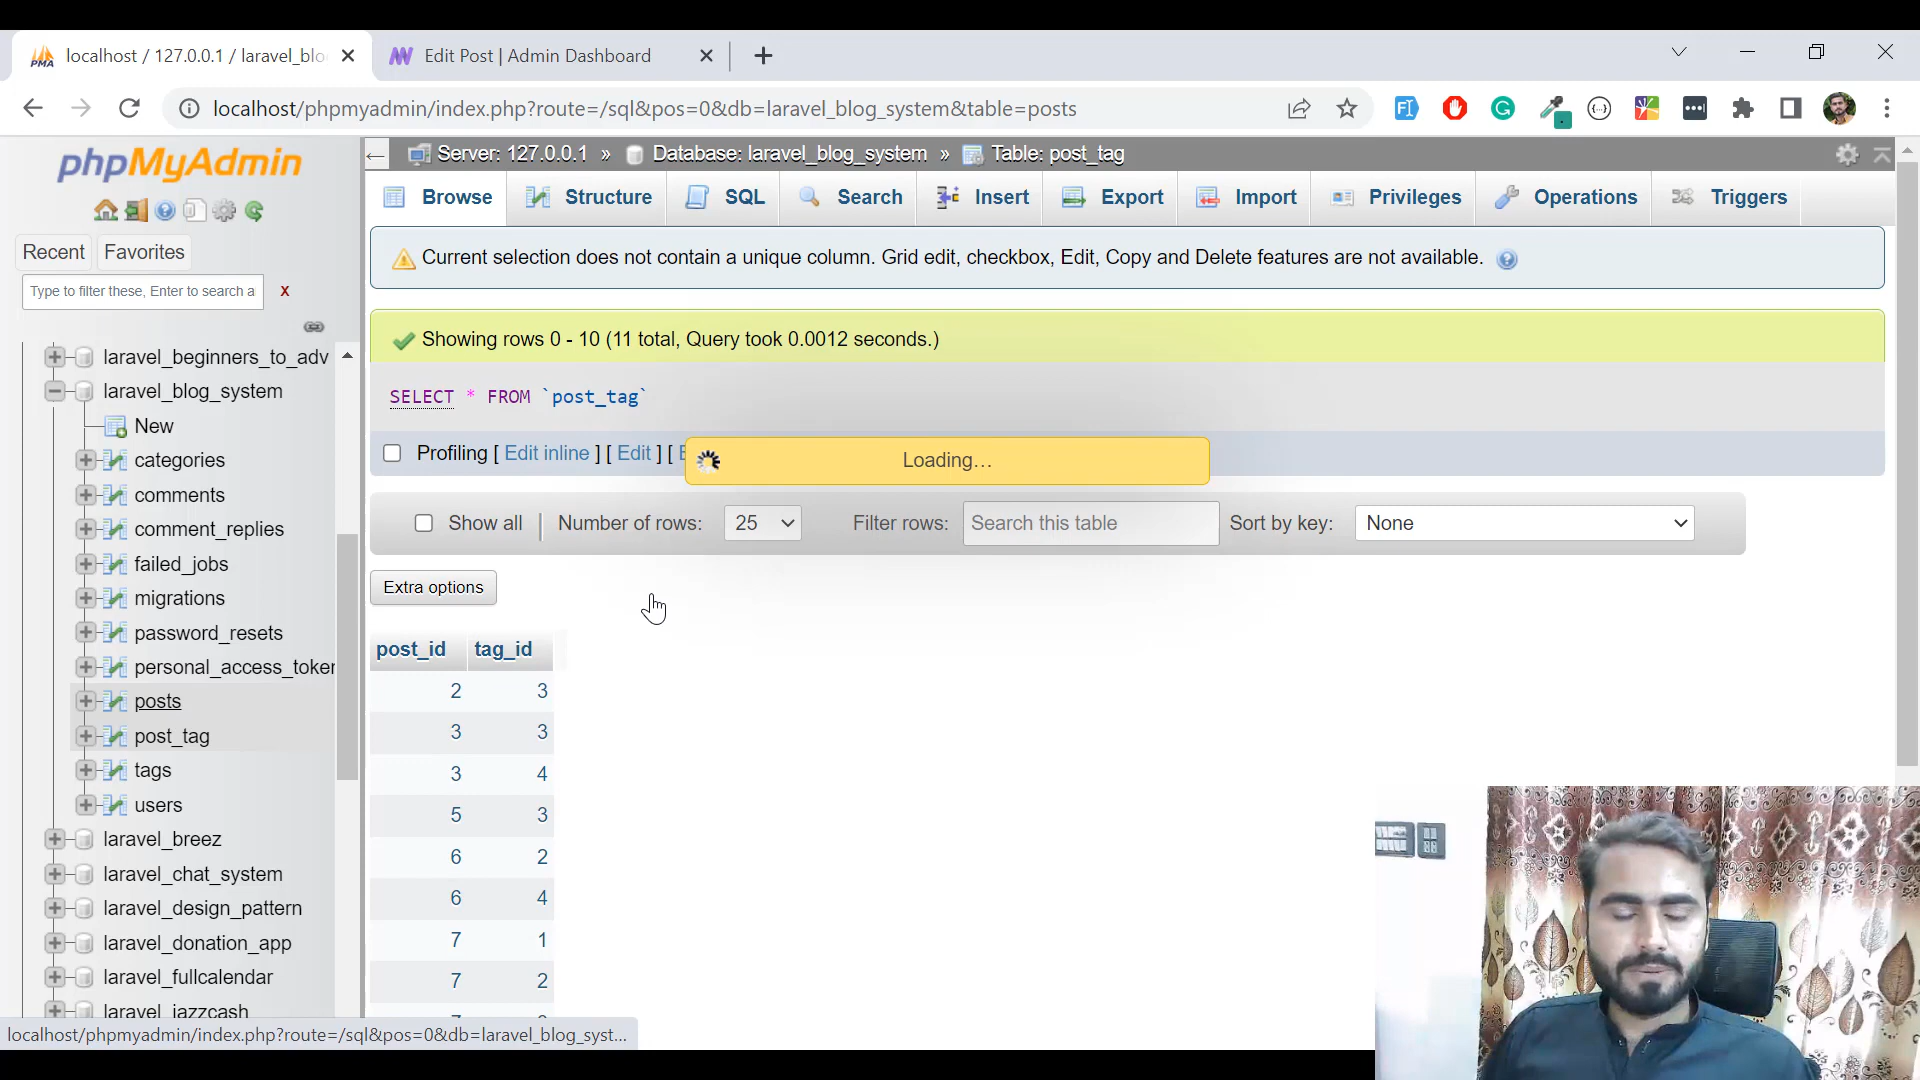 localhost / 127.0.0.1 / laravel_blo
Edit Post | Admin Dashboard
localhost/phpmyadmin/index.php?route=/sql&pos=0&db=laravel_blog_system&table=posts
phpMyAdmin
Recent
Favorites
Type to filter these, Enter to search a
X
laravel_beginners_to_adv
laravel_blog_system
New
categories
comments
comment_replies
failed_jobs
migrations
password_resets
personal_access_token
posts
post_tag
tags
users
laravel_breez
laravel_chat_system
laravel_design_pattern
laravel_donation_app
laravel_fullcalendar
laravel_jazzcash
localhost/phpmyadmin/index.php?route=/sql&pos=0&db=laravel_blog_syst...
Server: 127.0.0.1 » Database: laravel_blog_system » Table: post_tag
Browse Structure SQL Search Insert Export Import Privileges Operations Triggers
Current selection does not contain a unique column. Grid edit, checkbox, Edit, Copy and Delete features are not available.
Showing rows 0 - 10 (11 total, Query took 0.0012 seconds.)
SELECT * FROM `post_tag`
Profiling [ Edit inline ] [ Edit ] [ E
Loading…
Show all | Number of rows: 25 Filter rows: Search this table Sort by key: None
Extra options
post_id tag_id
2 3
3 3
3 4
5 3
6 2
6 4
7 1
7 2